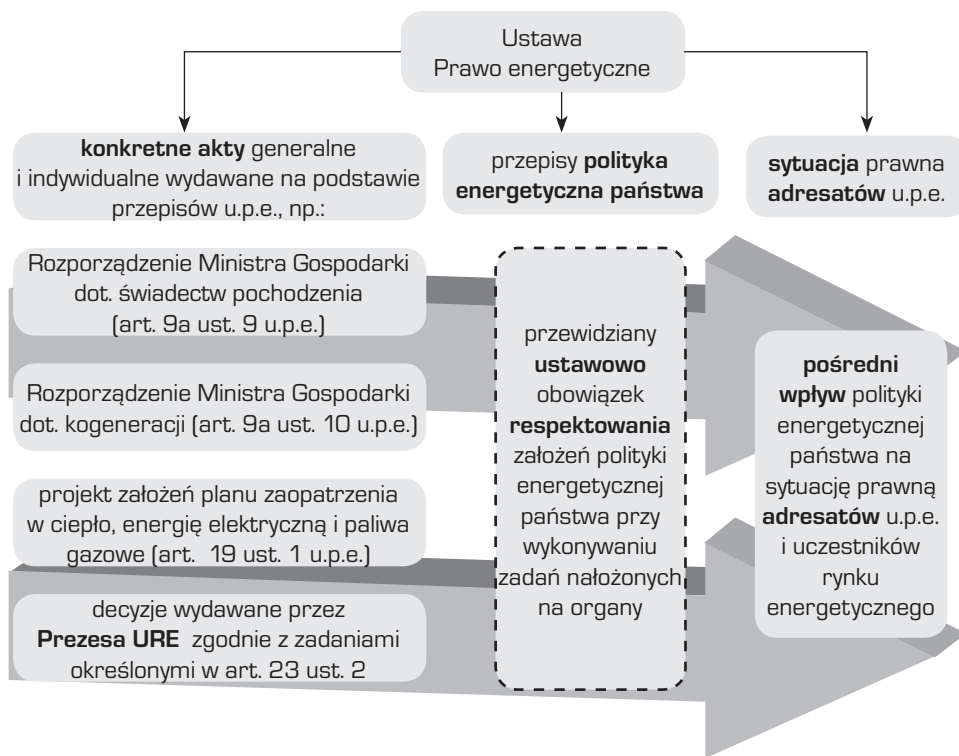 Ustawa
Prawo energetyczne
konkretne akty generalne
i indywidualne wydawane na podstawie
przepisów u.p.e., np.:
przepisy polityka
energetyczna państwa
sytuacja prawna
adresatów u.p.e.
Rozporządzenie Ministra Gospodarki
dot. świadectw pochodzenia
(art. 9a ust. 9 u.p.e.)
Rozporządzenie Ministra Gospodarki
dot. kogeneracji (art. 9a ust. 10 u.p.e.)
projekt założeń planu zaopatrzenia
w ciepło, energię elektryczną i paliwa
gazowe (art. 19 ust. 1 u.p.e.)
decyzje wydawane przez
Prezesa URE zgodnie z zadaniami
określonymi w art. 23 ust. 2
przewidziany
ustawowo
obowiązek
respektowania
założeń polityki
energetycznej
państwa przy
wykonywaniu
zadań nałożonych
na organy
pośredni
wpływ polityki
energetycznej
państwa na
sytuację prawną
adresatów u.p.e.
i uczestników
rynku
energetycznego